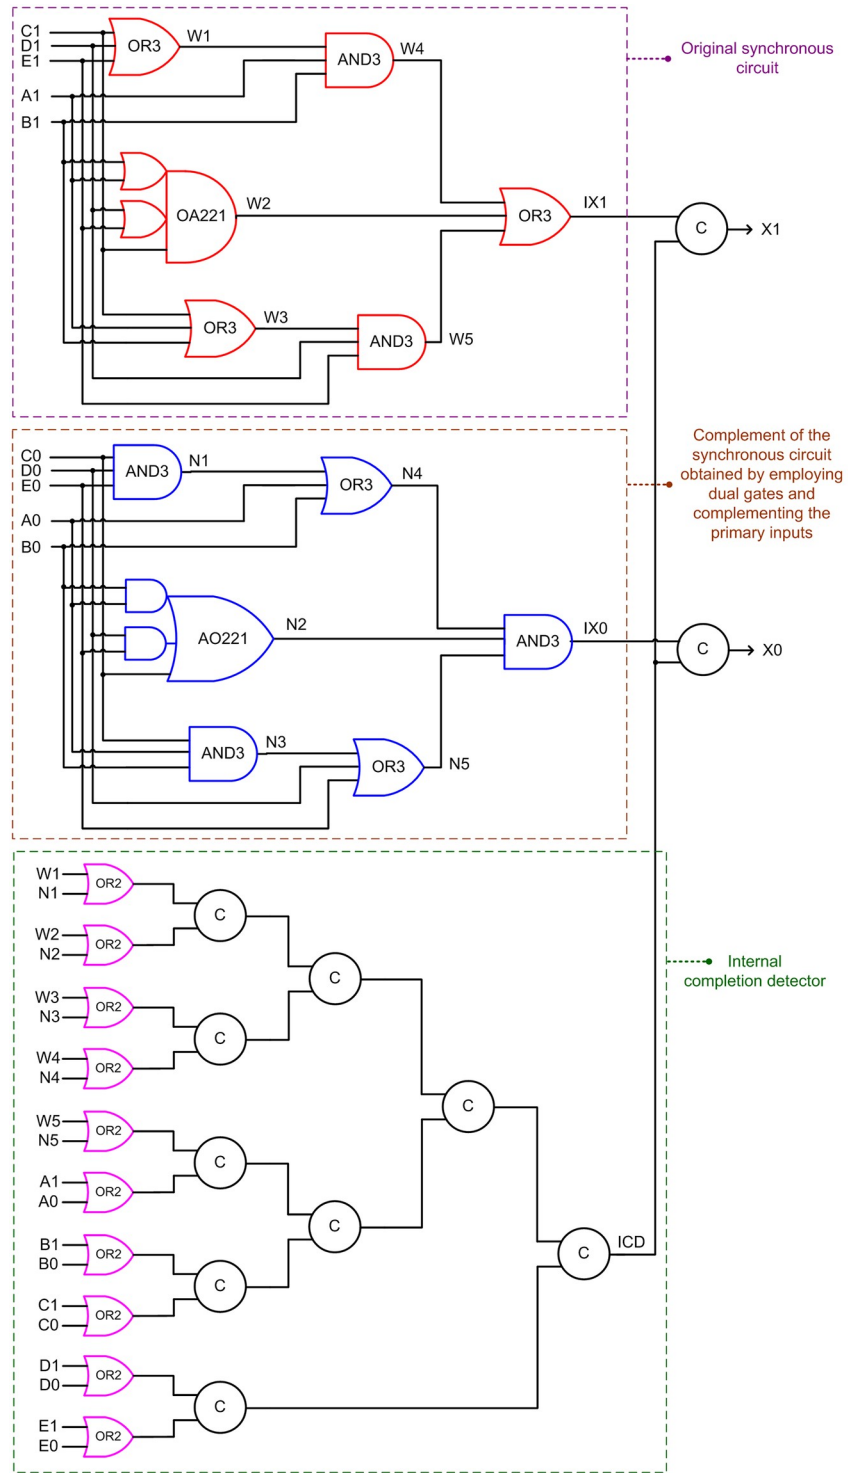 C1
D1
E1
A1
B1
OR3
W1
AND3
W4
OA221
W2
OR3
IX1
C
X1
OR3
W3
AND3
W5
Original synchronous
circuit
C0
D0
E0
A0
B0
AND3
N1
OR3
N4
AO221
N2
AND3
IX0
C
X0
AND3
N3
OR3
N5
Complement of the
synchronous circuit
obtained by employing
dual gates and
complementing the
primary inputs
W1
N1
OR2
C
W2
N2
OR2
C
W3
N3
OR2
C
W4
N4
OR2
C
W5
N5
OR2
C
A1
A0
OR2
C
B1
B0
OR2
C
C1
C0
OR2
C
ICD
D1
D0
OR2
C
E1
E0
OR2
Internal
completion detector